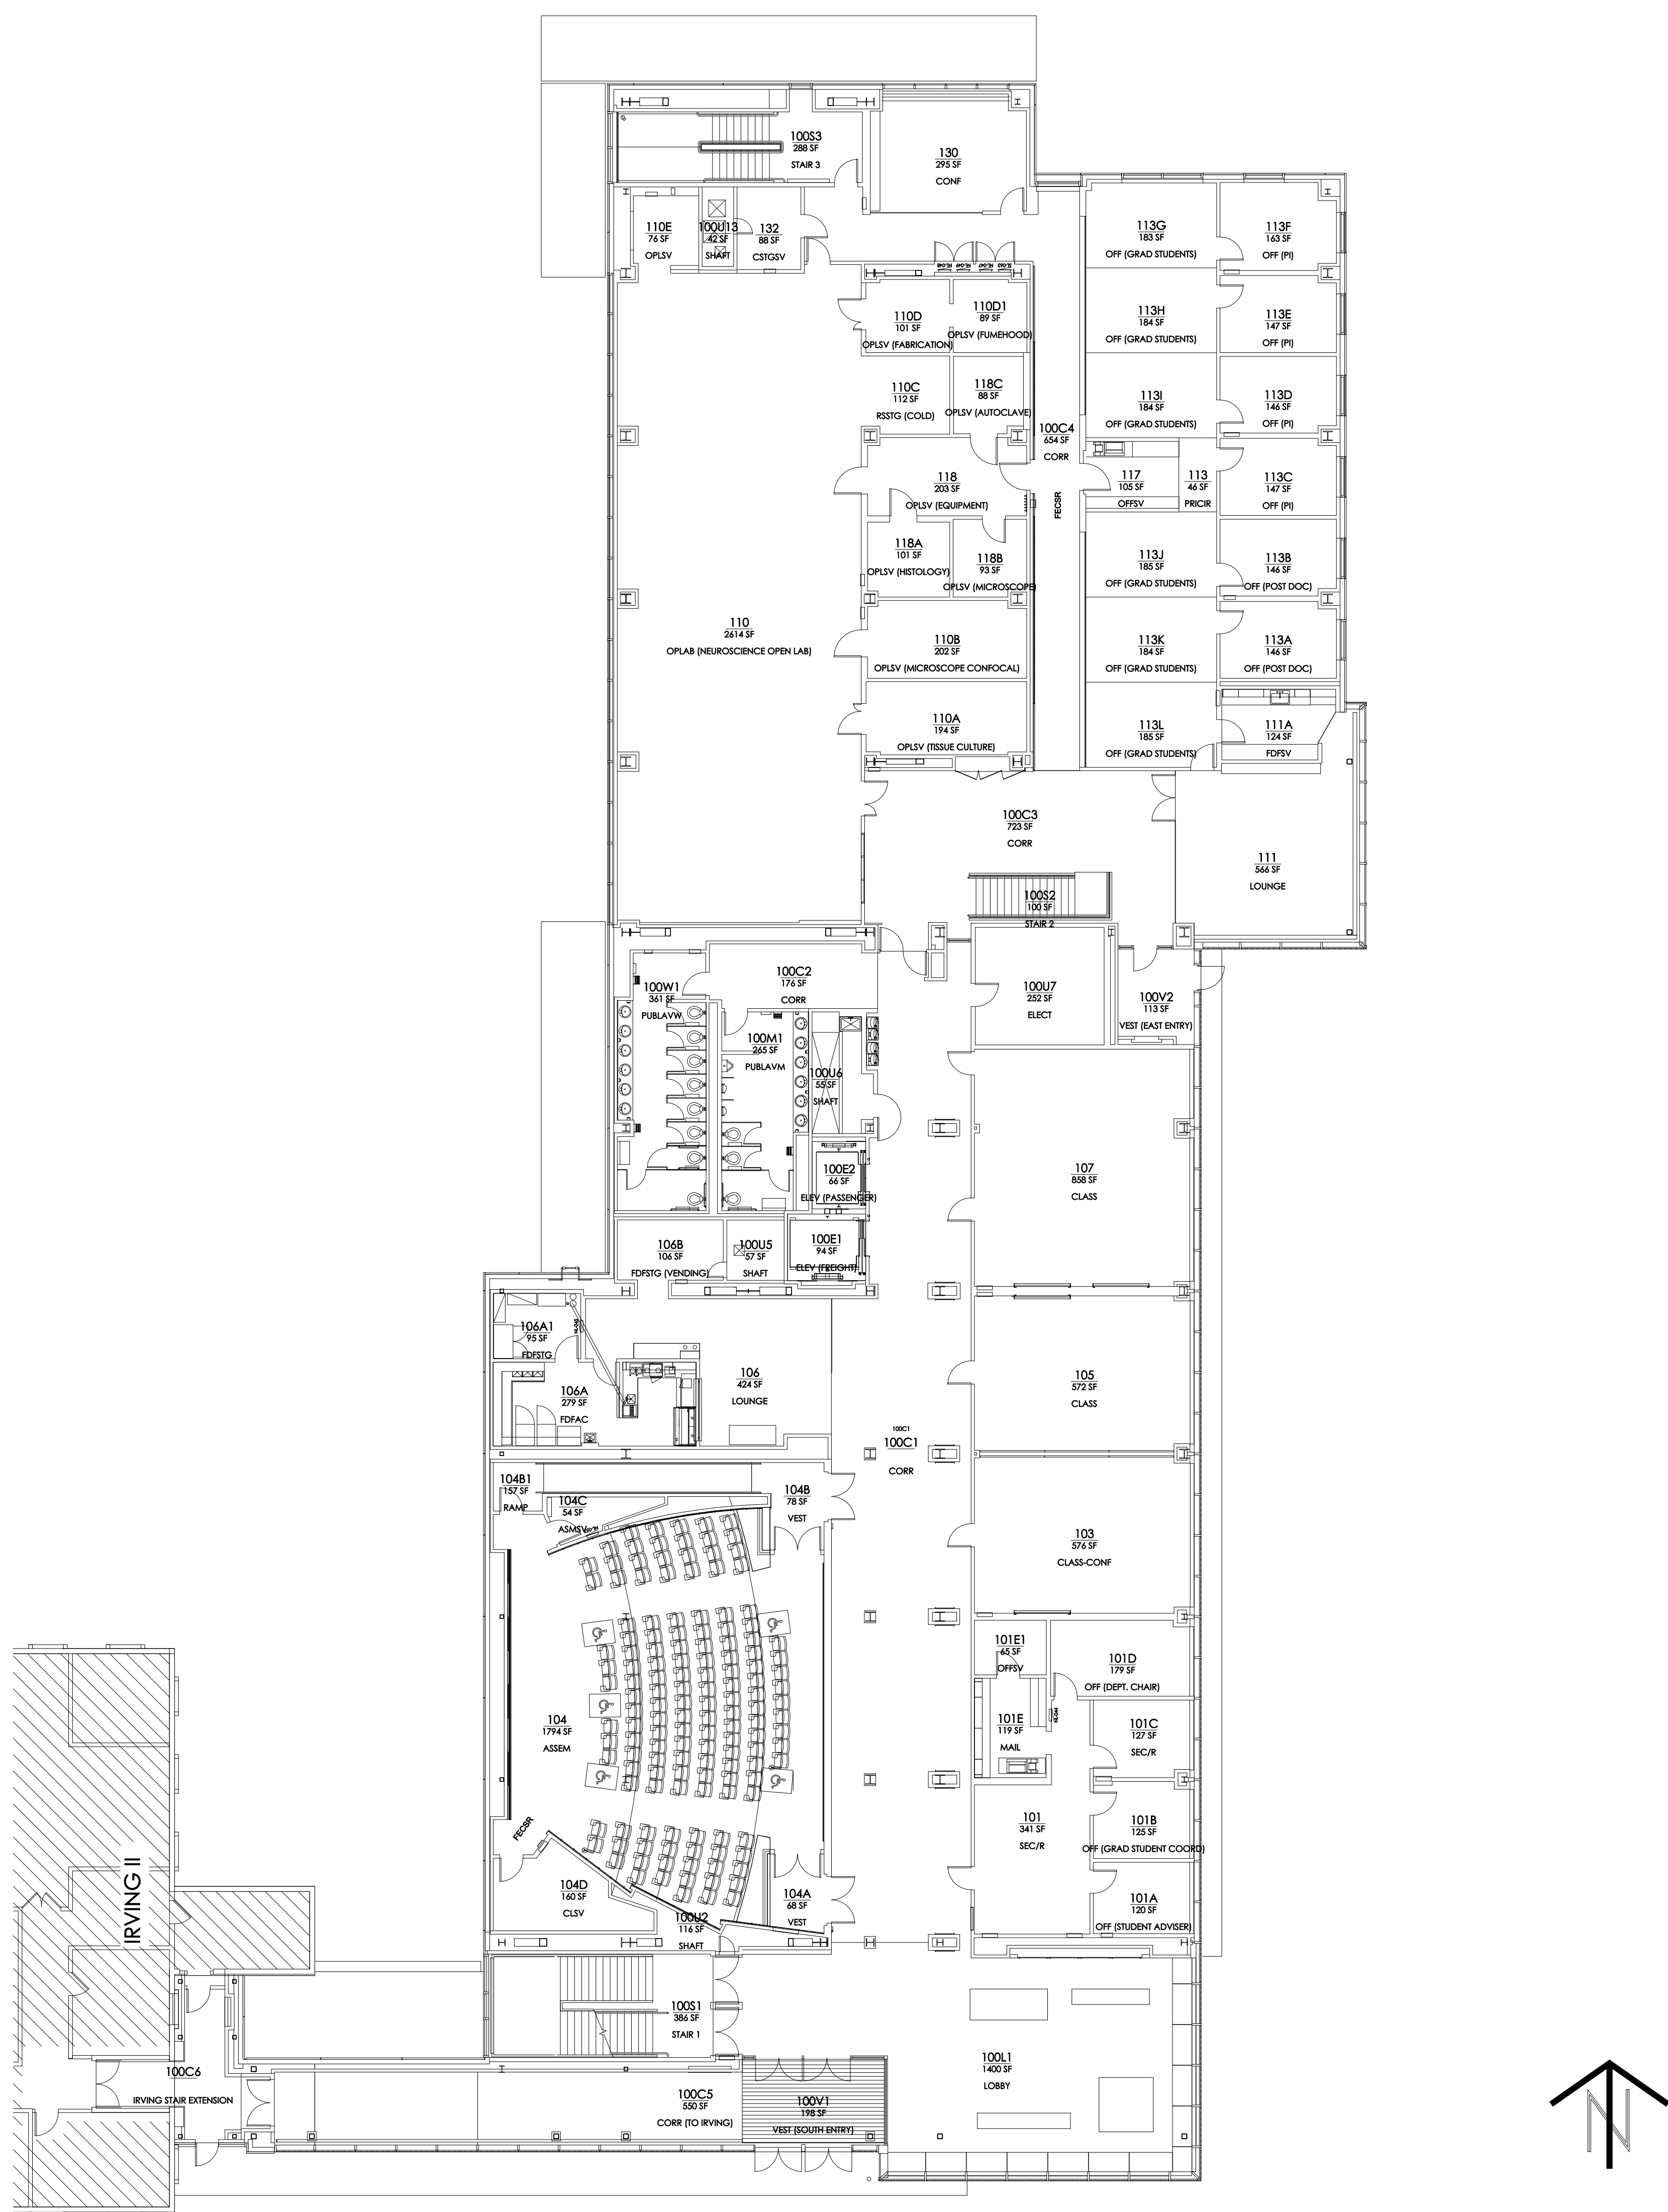 100S3
288 SF
STAIR 3
130
295 SF
CONF
110E
76 SF
OPLSV
100U13
42 SF
SHAFT
132
88 SF
CSTGSV
113G
183 SF
OFF (GRAD STUDENTS)
113F
163 SF
OFF (PI)
110D
101 SF
OPLSV (FABRICATION)
110D1
89 SF
OPLSV (FUMEHOOD)
113H
184 SF
OFF (GRAD STUDENTS)
113E
147 SF
OFF (PI)
110C
112 SF
RSSTG (COLD)
118C
88 SF
OPLSV (AUTOCLAVE)
113I
184 SF
OFF (GRAD STUDENTS)
113D
146 SF
OFF (PI)
100C4
654 SF
CORR
FECSR
118
203 SF
OPLSV (EQUIPMENT)
117
105 SF
OFFSV
113
46 SF
PRICIR
113C
147 SF
OFF (PI)
118A
101 SF
OPLSV (HISTOLOGY)
118B
93 SF
OPLSV (MICROSCOPE)
113J
185 SF
OFF (GRAD STUDENTS)
113B
146 SF
OFF (POST DOC)
110
2614 SF
OPLAB (NEUROSCIENCE OPEN LAB)
110B
202 SF
OPLSV (MICROSCOPE CONFOCAL)
113K
184 SF
OFF (GRAD STUDENTS)
113A
146 SF
OFF (POST DOC)
110A
194 SF
OPLSV (TISSUE CULTURE)
113L
185 SF
OFF (GRAD STUDENTS)
111A
124 SF
FDFSV
100C3
723 SF
CORR
111
566 SF
LOUNGE
100S2
100 SF
STAIR 2
100W1
361 SF
PUBLAVW
100C2
176 SF
CORR
100U7
252 SF
ELECT
100V2
113 SF
VEST (EAST ENTRY)
100M1
265 SF
PUBLAVM
100U6
55 SF
SHAFT
100E2
66 SF
ELEV (PASSENGER)
107
858 SF
CLASS
106B
106 SF
FDFSTG (VENDING)
100U5
57 SF
SHAFT
100E1
94 SF
ELEV (FREIGHT)
106A1
95 SF
FDFSTG
106A
279 SF
FDFAC
106
424 SF
LOUNGE
105
572 SF
CLASS
100C1
100C1
CORR
104B1
157 SF
RAMP
104C
54 SF
ASMSV
104B
78 SF
VEST
103
576 SF
CLASS-CONF
101E1
65 SF
OFFSV
101D
179 SF
OFF (DEPT. CHAIR)
104
1794 SF
ASSEM
101E
119 SF
MAIL
101C
127 SF
SEC/R
101
341 SF
SEC/R
101B
125 SF
OFF (GRAD STUDENT COORD)
FECSR
104D
160 SF
CLSV
104A
68 SF
VEST
101A
120 SF
OFF (STUDENT ADVISER)
100U2
116 SF
SHAFT
IRVING II
100S1
386 SF
STAIR 1
100L1
1400 SF
LOBBY
100C6
IRVING STAIR EXTENSION
100C5
550 SF
CORR (TO IRVING)
100V1
198 SF
VEST (SOUTH ENTRY)
N